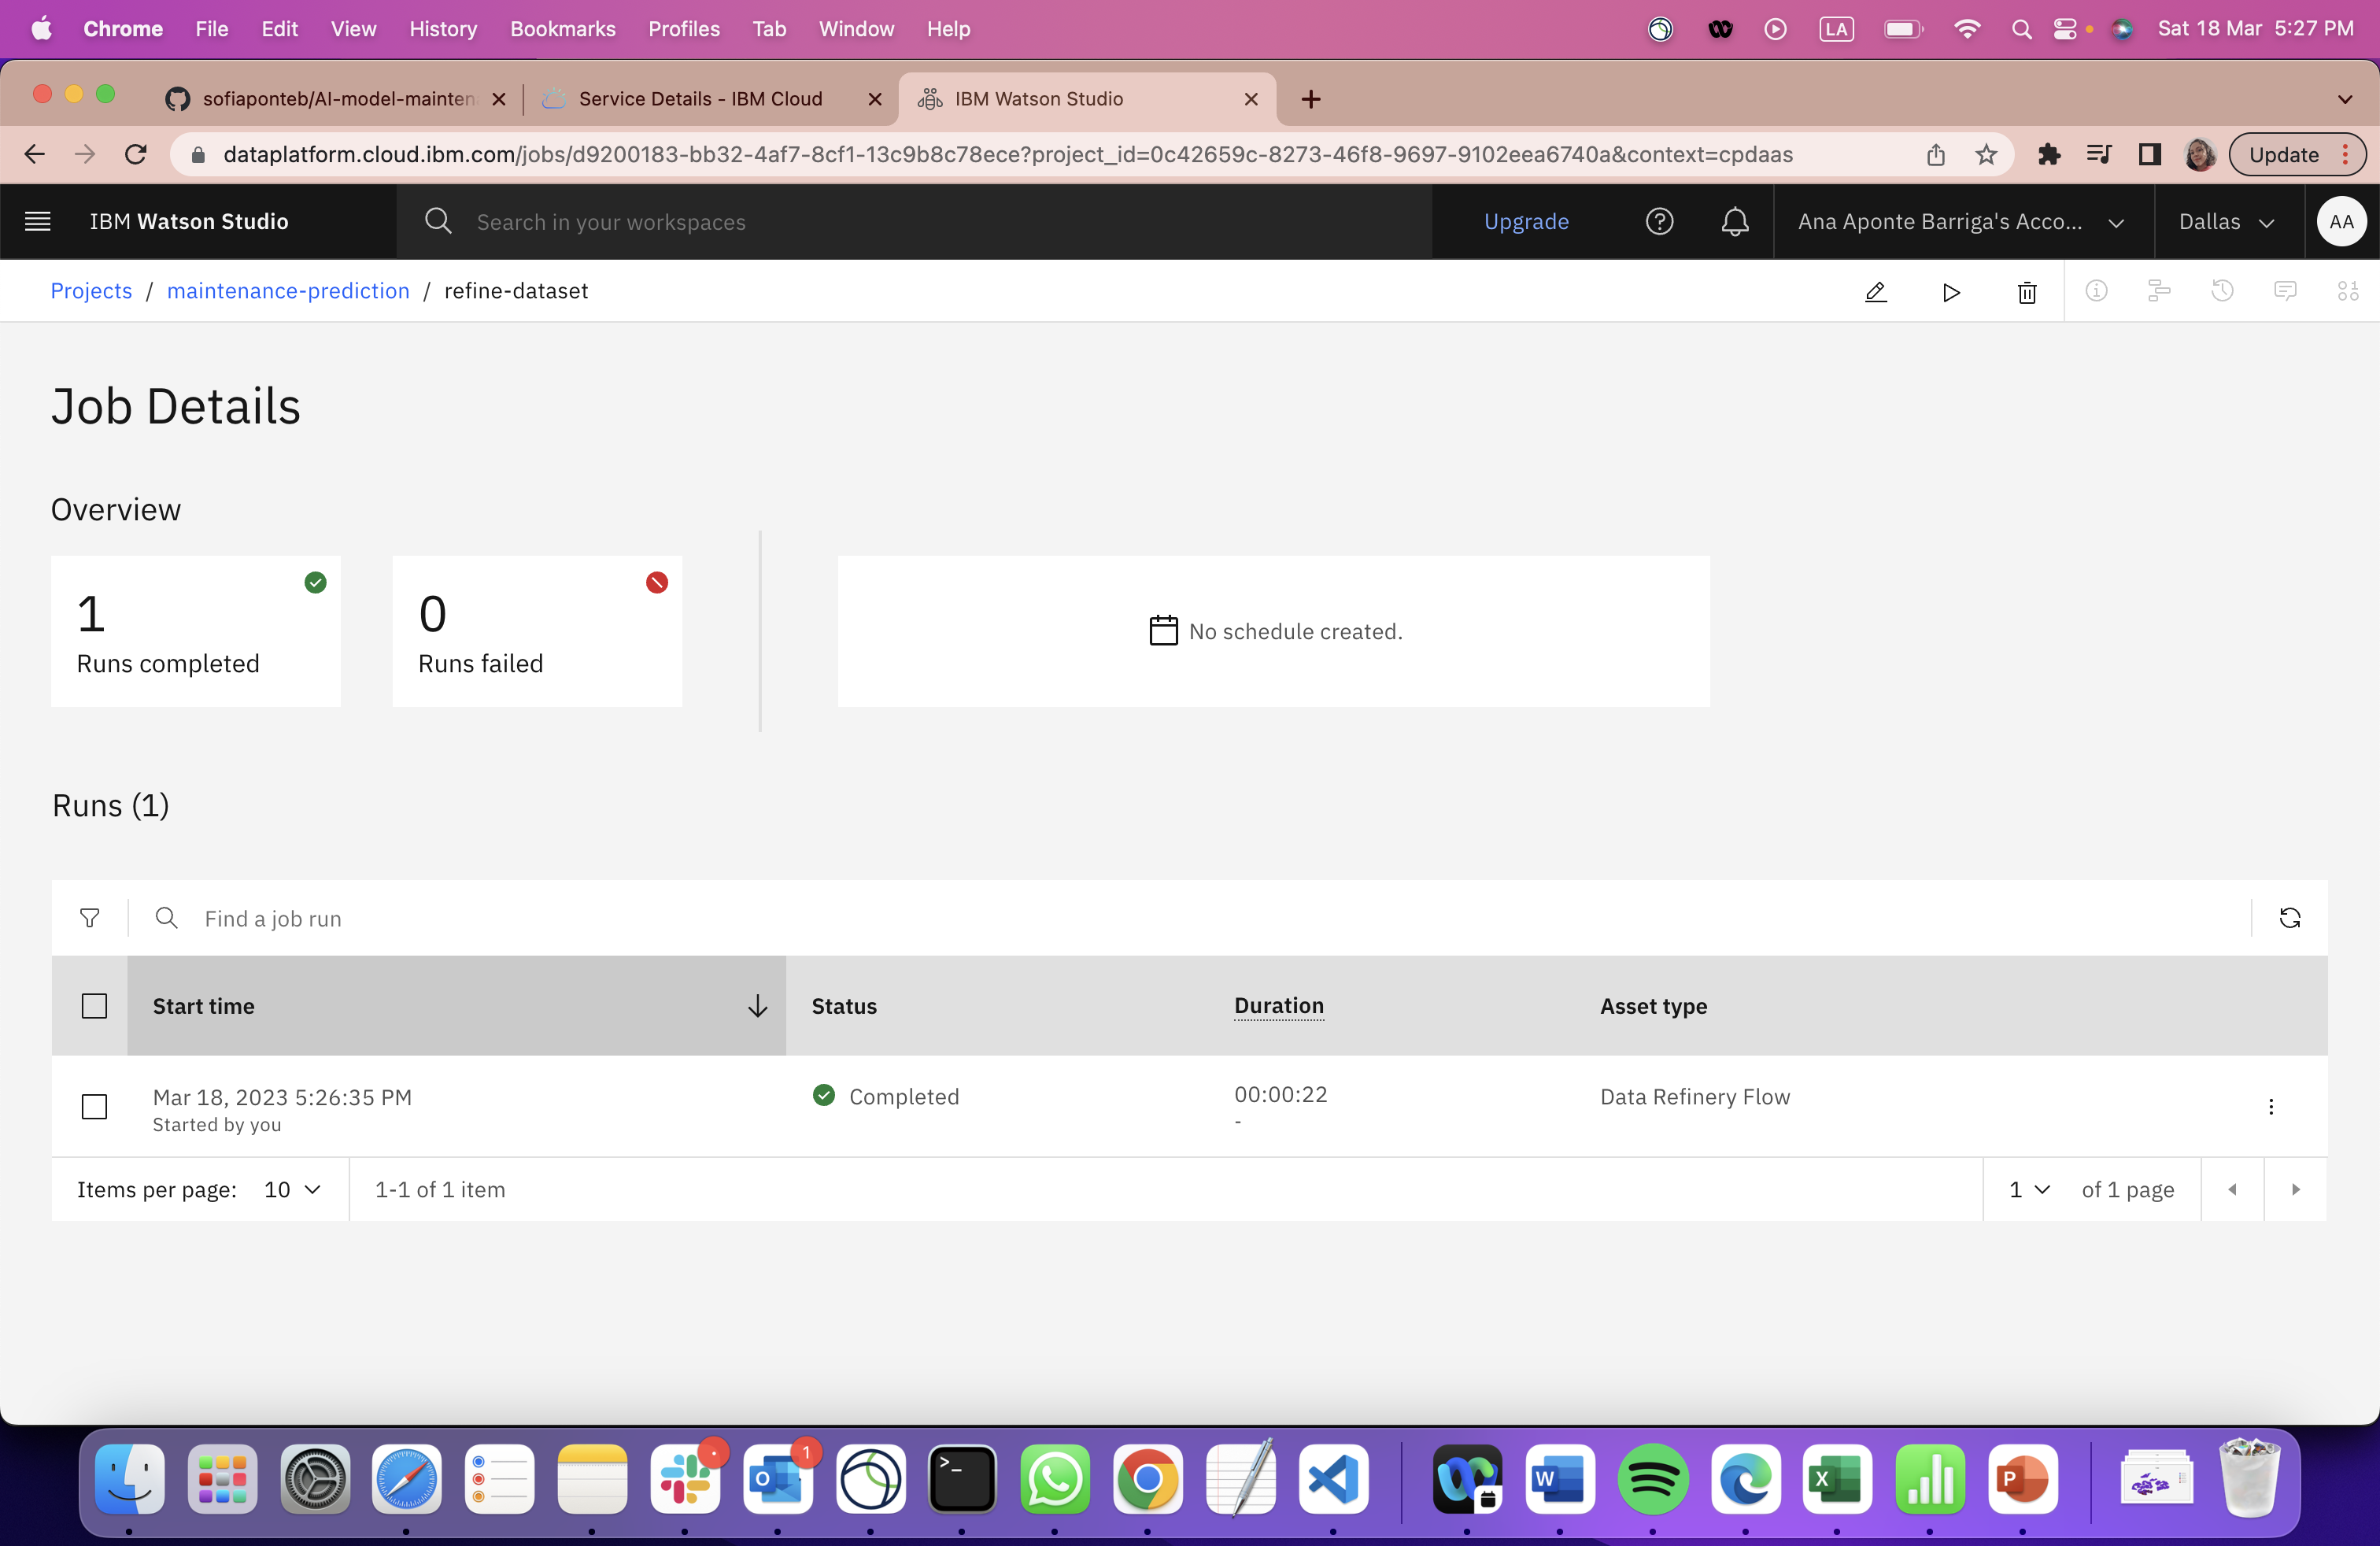 Chrome File Edit View History Bookmarks Profiles Tab Window Help LA Sat 18 Mar 5:27 PM
sofiaponteb/AI-model-mainten Service Details - IBM Cloud IBM Watson Studio
dataplatform.cloud.ibm.com/jobs/d9200183-bb32-4af7-8cf1-13c9b8c78ece?project_id=0c42659c-8273-46f8-9697-9102eea6740a&context=cpdaas Update
IBM Watson Studio Search in your workspaces Upgrade Ana Aponte Barriga's Acco... Dallas AA
Projects / maintenance-prediction / refine-dataset
Job Details
Overview
1 0
No schedule created.
Runs completed Runs failed
Runs (1)
Find a job run
Start time Status Duration Asset type
Mar 18, 2023 5:26:35 PM Completed 00:00:22 Data Refinery Flow
Started by you -
Items per page: 10 1-1 of 1 item 1 of 1 page
1
>_ O W X P